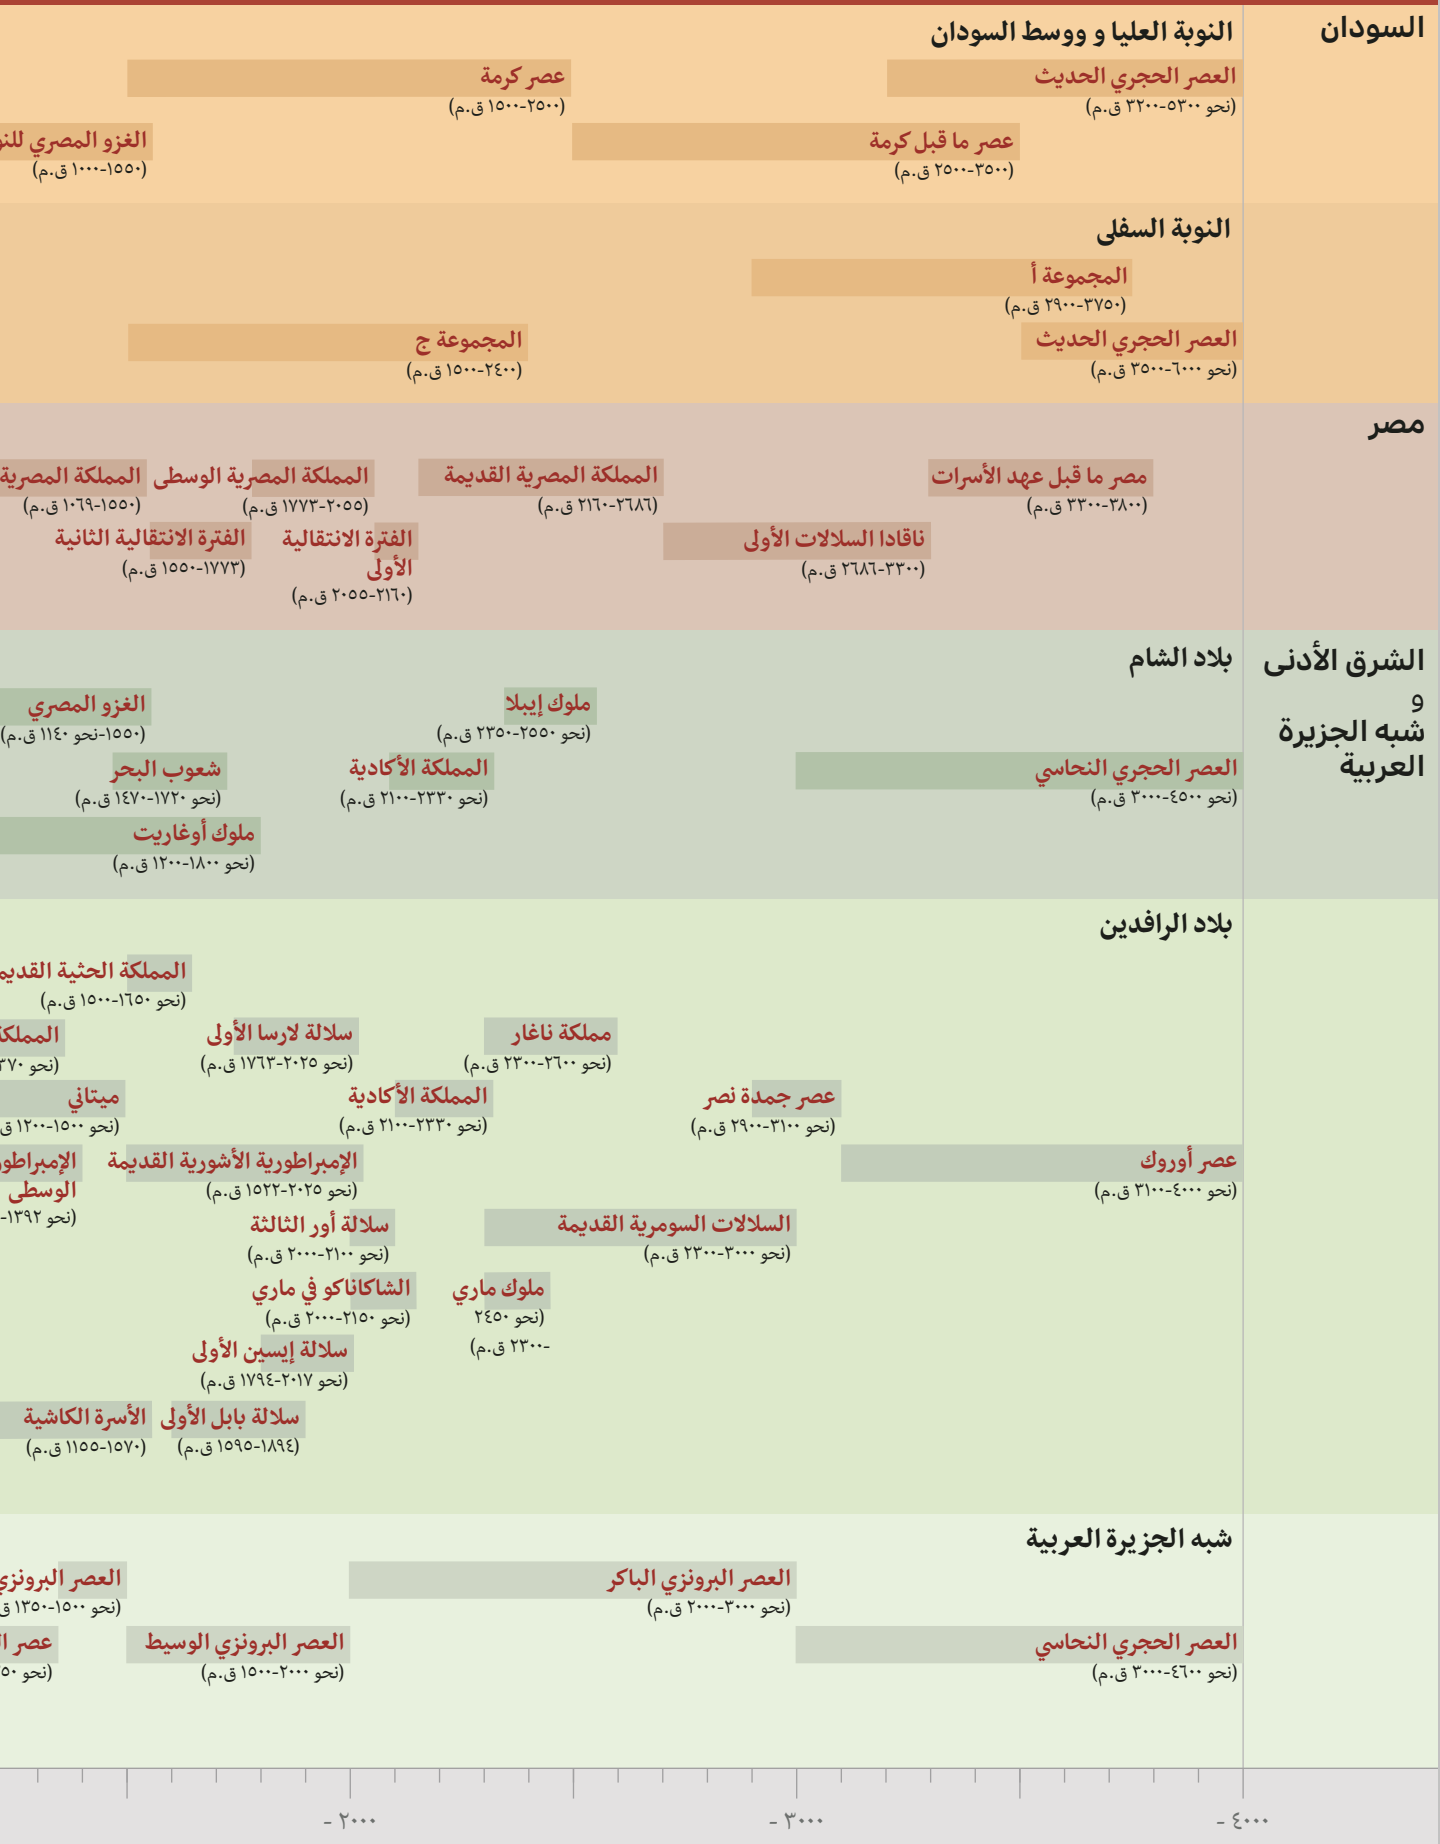 السودان
النوبة العليا و ووسط السودان
العصر الحجري الحديث
(نحو ٥٣٠٠-٣٢٠٠ ق.م)
عصر كرمة
(٢٥٠٠-١٥٠٠ ق.م)
عصر ما قبل كرمة
(٣٥٠٠-٢٥٠٠ ق.م)
الغزو المصري
(١٥٥٠-١٠٠٠ ق.م)
النوبة السفلى
المجموعة أ
(٣٧٥٠-٢٩٠٠ ق.م)
العصر الحجري الحديث
(نحو ٦٠٠٠-٣٥٠٠ ق.م)
المجموعة ج
(٢٤٠٠-١٥٠٠ ق.م)
مصر
مصر ما قبل عهد الأسرات
(٣٨٠٠-٣٣٠٠ ق.م)
المملكة المصرية القديمة
(٢٦٨٦-٢١٦٠ ق.م)
المملكة المصرية الوسطى
(٢٠٥٥-١٧٧٣ ق.م)
المملكة المصرية
(١٥٥٠-١٠٦٩ ق.م)
ناقادا السلالات الأولى
(٣٣٠٠-٢٦٨٦ ق.م)
الفترة الانتقالية
الأولى
(٢١٦٠-٢٠٥٥ ق.م)
الفترة الانتقالية الثانية
(١٧٧٣-١٥٥٠ ق.م)
الشرق الأدنى
و
شبه الجزيرة
العربية
بلاد الشام
ملوك إيبلا
(نحو ٢٥٥٠-٢٣٥٠ ق.م)
الغزو المصري
(١٥٥٠-نحو ١١٤٠ ق.م)
العصر الحجري النحاسي
(نحو ٤٥٠٠-٣٠٠٠ ق.م)
المملكة الأكادية
(نحو ٢٣٣٠-٢١٠٠ ق.م)
شعوب البحر
(نحو ١٧٢٠-١٤٧٠ ق.م)
ملوك أوغاريت
(نحو ١٨٠٠-١٢٠٠ ق.م)
بلاد الرافدين
المملكة الحثية
(نحو ١٦٥٠-١٥٠٠ ق.م)
مملكة ناغار
(نحو ٢٦٠٠-٢٣٠٠ ق.م)
سلالة لارسا الأولى
(نحو ٢٠٢٥-١٧٦٣ ق.م)
(نحو
عصر جمدة نصر
(نحو ٣١٠٠-٢٩٠٠ ق.م)
المملكة الأكادية
(نحو ٢٣٣٠-٢١٠٠ ق.م)
ميتاني
(نحو ١٥٠٠-١٢٠٠
عصر أوروك
(نحو ٤٠٠٠-٣١٠٠ ق.م)
الإمبراطورية الأشورية القديمة
(نحو ٢٠٢٥-١٥٢٢ ق.م)
الوسطى
(نحو ١٣٩٢-
السلالات السومرية القديمة
(نحو ٣٠٠٠-٢٣٠٠ ق.م)
سلالة أور الثالثة
(نحو ٢١٠٠-٢٠٠٠ ق.م)
ملوك ماري
(نحو ٢٤٥٠
-٢٣٠٠ ق.م)
الشاكاناكو في ماري
(نحو ٢١٥٠-٢٠٠٠ ق.م)
سلالة إيسين الأولى
(نحو ٢٠١٧-١٧٩٤ ق.م)
سلالة بابل الأولى
(١٨٩٤-١٥٩٥ ق.م)
الأسرة الكاشية
(١٥٧٠-١١٥٥ ق.م)
شبه الجزيرة العربية
العصر البرونزي الباكر
(نحو ٣٠٠٠-٢٠٠٠ ق.م)
العصر البرونزي
(نحو ١٥٠٠-١٣٥٠
العصر الحجري النحاسي
(نحو ٤٦٠٠-٣٠٠٠ ق.م)
العصر البرونزي الوسيط
(نحو ٢٠٠٠-١٥٠٠ ق.م)
عصر
(نحو
٤٠٠٠ -
٣٠٠٠ -
٢٠٠٠ -